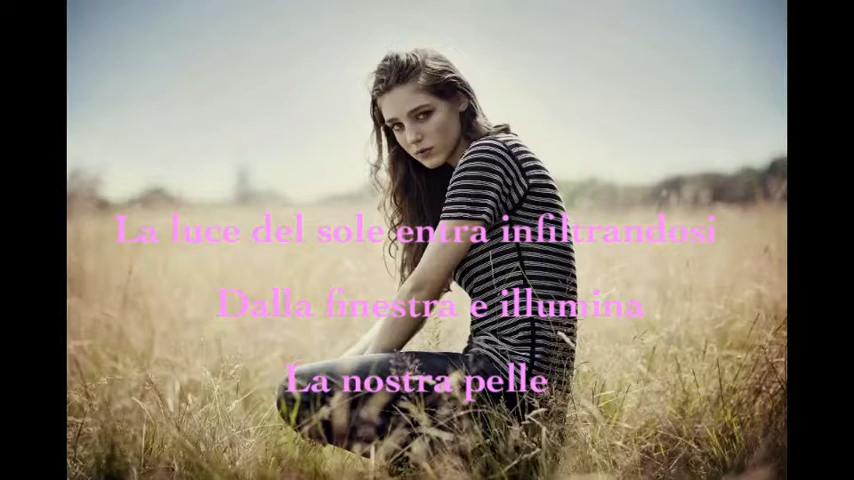 La luce del sole entra infiltrandosi
Dalla finestra e illumina
La nostra pelle